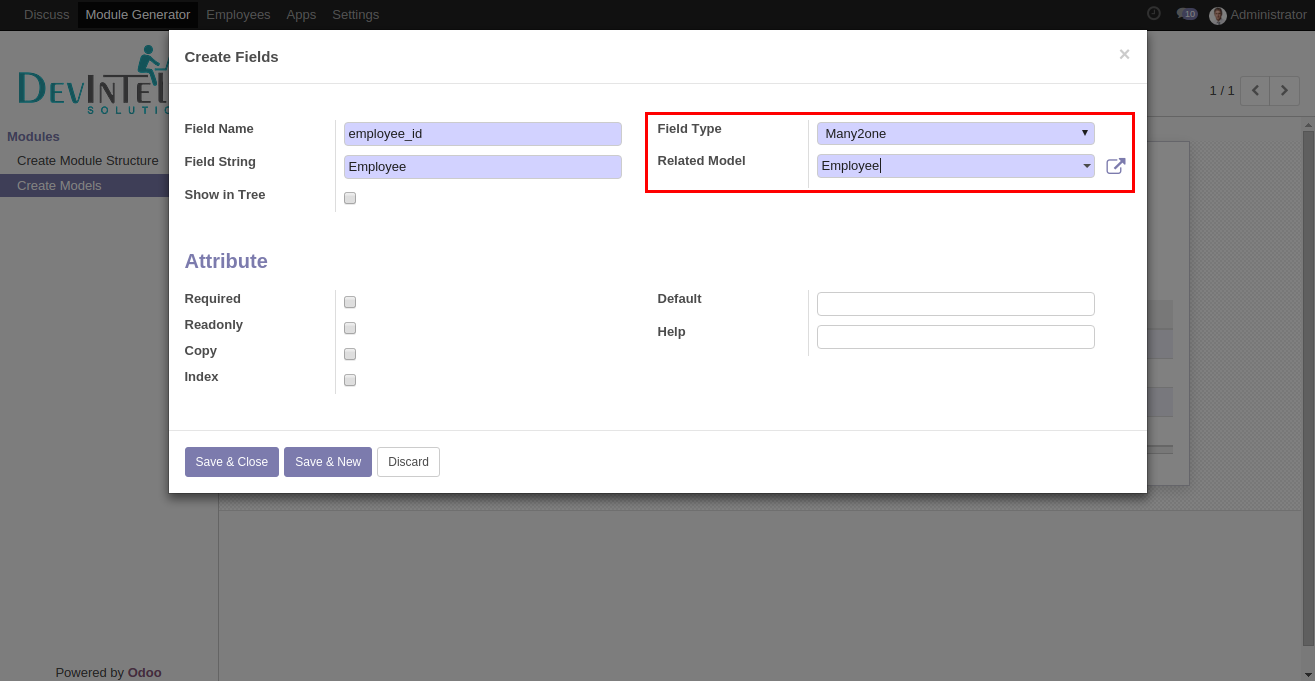 Discuss Module Generator Employees Apps Settings 10 Administrator
Create Fields ×
DEVINTEL
SOLUTIO
1 / 1
Modules
Create Module Structure
Create Models
Field Name employee_id Field Type Many2one
Field String Employee Related Model Employee
Show in Tree
Attribute
Required Default
Readonly Help
Copy
Index
Save & Close Save & New Discard
Powered by Odoo